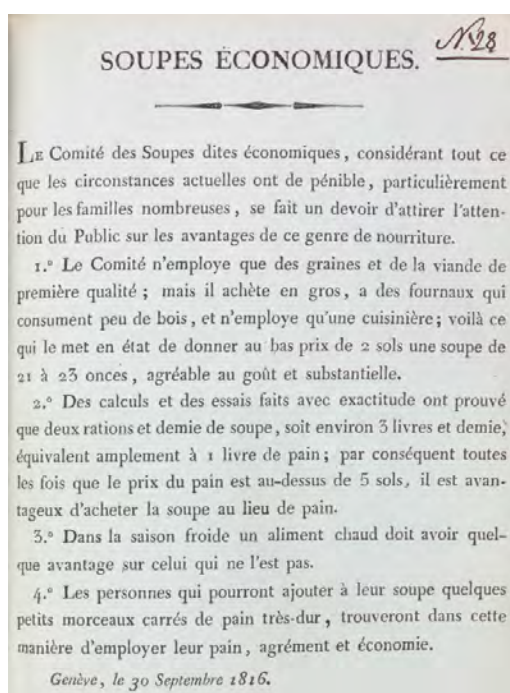 N.28
SOUPES ÉCONOMIQUES.
LE Comité des Soupes dites économiques, considérant tout ce
que les circonstances actuelles ont de pénible, particulièrement
pour les familles nombreuses, se fait un devoir d'attirer l'atten-
tion du Public sur les avantages de ce genre de nourriture.
1.º Le Comité n'employe que des graines et de la viande de
première qualité; mais il achète en gros, a des fournaux qui
consument peu de bois, et n'employe qu'une cuisinière; voilà ce
qui le met en état de donner au bas prix de 2 sols une soupe de
21 à 23 onces, agréable au goût et substantielle.
2.º Des calculs et des essais faits avec exactitude ont prouvé
que deux rations et demie de soupe, soit environ 3 livres et demie,
équivalent amplement à 1 livre de pain; par conséquent toutes
les fois que le prix du pain est au-dessus de 5 sols, il est avan-
tageux d'acheter la soupe au lieu de pain.
3.º Dans la saison froide un aliment chaud doit avoir quel-
que avantage sur celui qui ne l'est pas.
4.º Les personnes qui pourront ajouter à leur soupe quelques
petits morceaux carrés de pain très-dur, trouveront dans cette
manière d'employer leur pain, agrément et économie.
Genève, le 30 Septembre 1816.